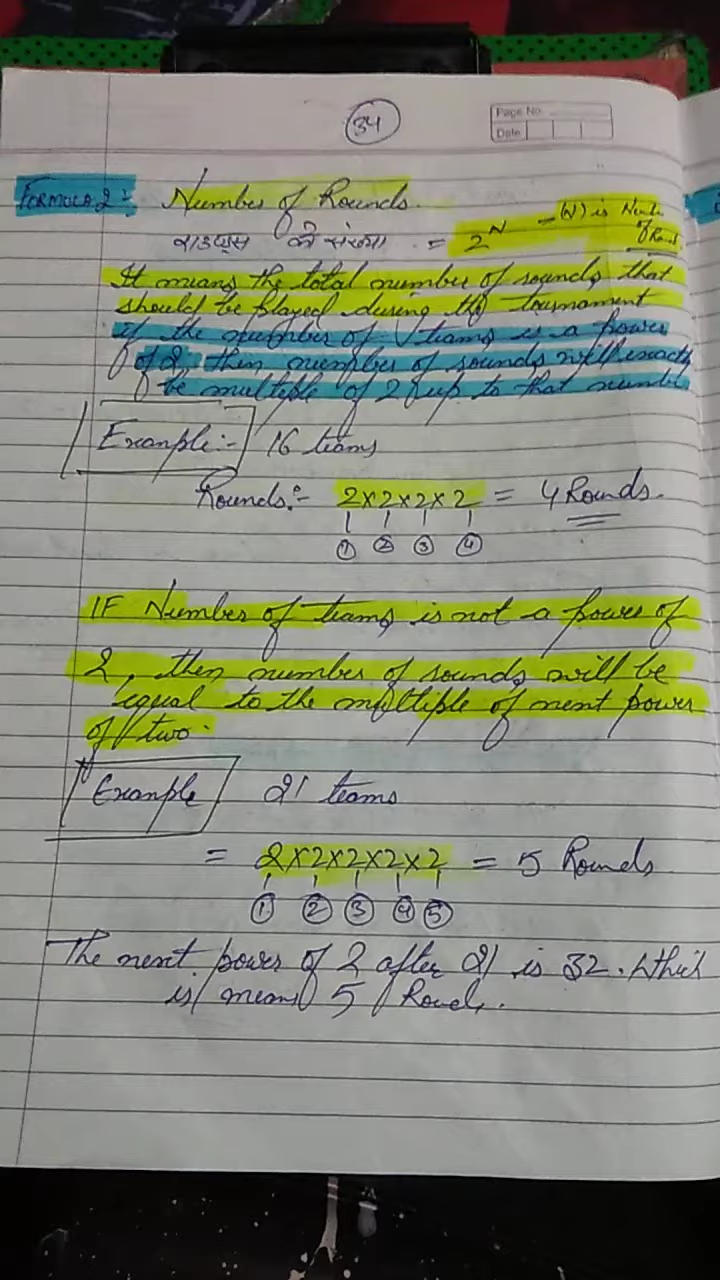 34
Page No.
Date
FORMULA 2:- Number of Rounds.
राउण्ड्स की संख्या = 2^N - (N) is Number of Round
It means the total number of rounds that
should be played during the tournament
if the number of teams is a power
of 2, then number of rounds will exactly
be multiple of 2 up to that number
Example:- 16 teams
Rounds:- 2×2×2×2 = 4 Rounds.
① ② ③ ④
IF Number of teams is not a power of
2, then number of rounds will be
equal to the multiple of next power
of two.
Example 21 teams
= 2×2×2×2×2 = 5 Rounds
① ② ③ ④ ⑤
The next power of 2 after 21 is 32. Which
is means 5 Rounds.